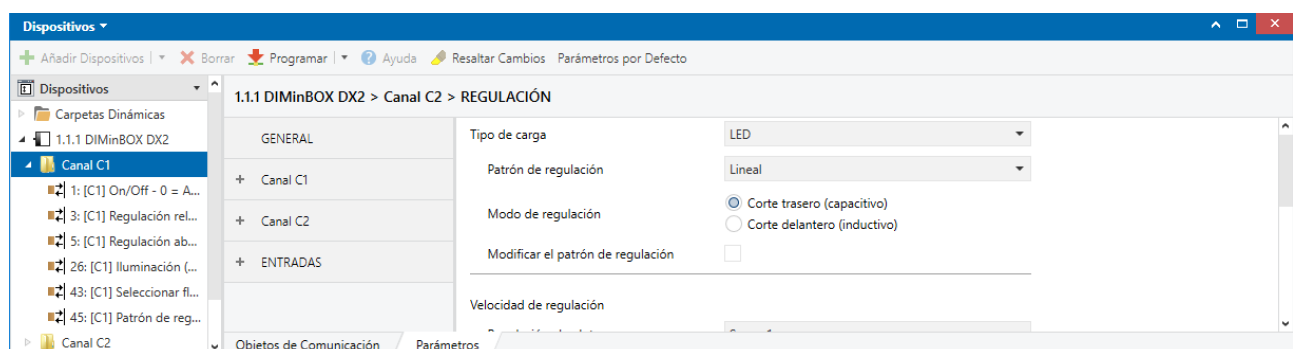 Dispositivos
Añadir Dispositivos Borrar Programar Ayuda Resaltar Cambios Parámetros por Defecto
Dispositivos
Carpetas Dinámicas
1.1.1 DIMinBOX DX2
Canal C1
1: [C1] On/Off - 0 = A...
3: [C1] Regulación rel...
5: [C1] Regulación ab...
26: [C1] Iluminación (...
43: [C1] Seleccionar fl...
45: [C1] Patrón de reg...
Canal C2
1.1.1 DIMinBOX DX2 > Canal C2 > REGULACIÓN
GENERAL
+ Canal C1
+ Canal C2
+ ENTRADAS
Tipo de carga LED
Patrón de regulación Lineal
Modo de regulación
Corte trasero (capacitivo)
Corte delantero (inductivo)
Modificar el patrón de regulación
Velocidad de regulación
Objetos de Comunicación Parámetros